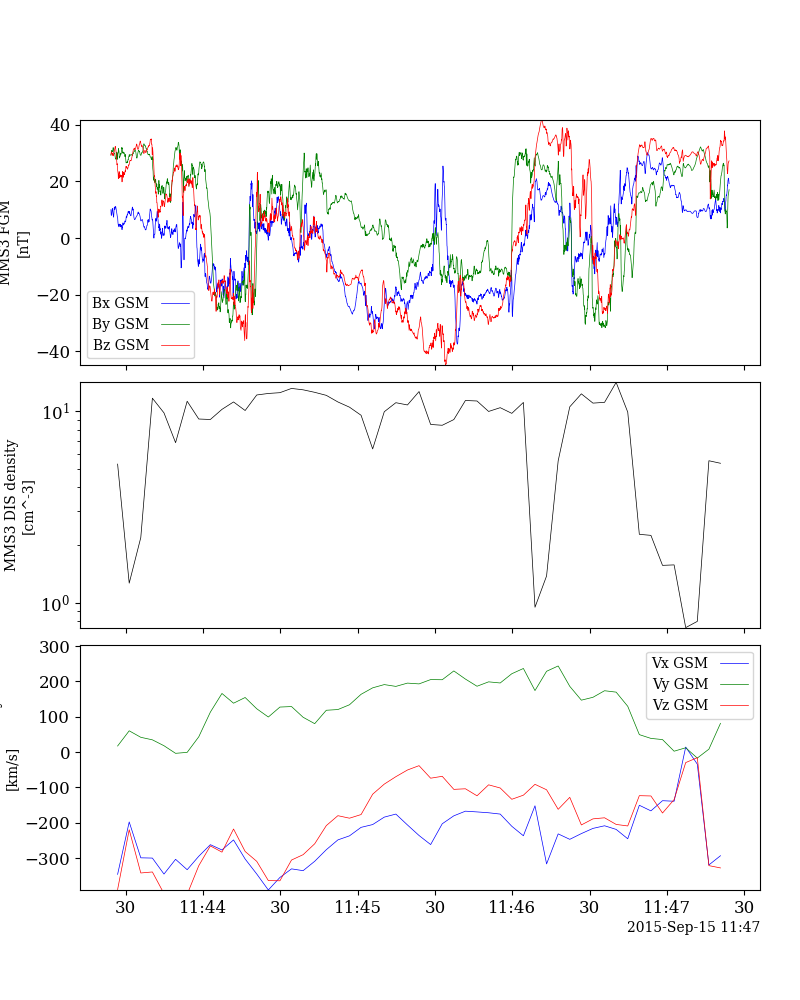 40
20
0
−20
−40
MMS3 FGM
[nT]
Bx GSM
By GSM
Bz GSM
10^1
10^0
MMS3 DIS density
[cm^-3]
300
200
100
0
−100
−200
−300
[km/s]
Vx GSM
Vy GSM
Vz GSM
30 11:44 30 11:45 30 11:46 30 11:47 30
2015-Sep-15 11:47